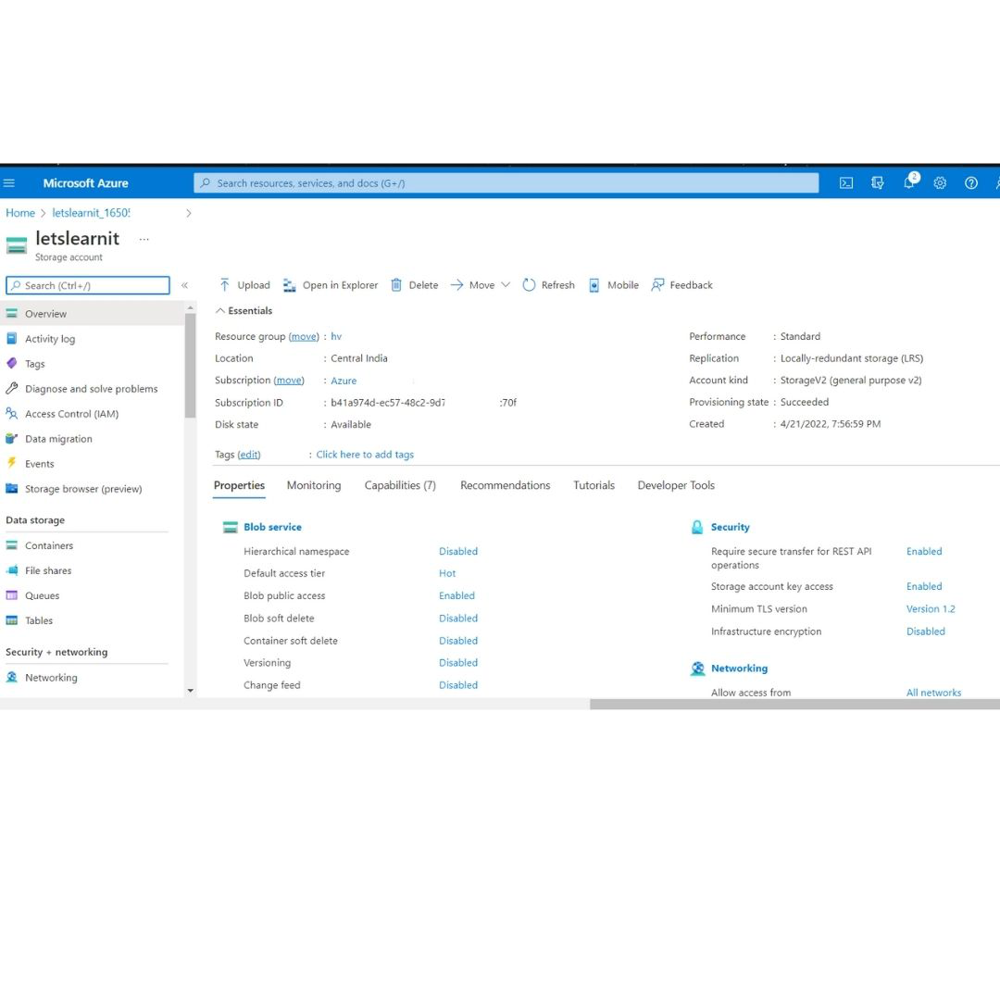 Microsoft Azure
Search resources, services, and docs (G+/)
2
Home > letslearnit_1650 >
letslearnit ...
Storage account
Search (Ctrl+/) «
Overview
Activity log
Tags
Diagnose and solve problems
Access Control (IAM)
Data migration
Events
Storage browser (preview)
Data storage
Containers
File shares
Queues
Tables
Security + networking
Networking
Upload Open in Explorer Delete Move Refresh Mobile Feedback
Essentials
Resource group (move) : hv
Location : Central India
Subscription (move) : Azure
Subscription ID : b41a974d-ec57-48c2-9d7 :70f
Disk state : Available
Performance : Standard
Replication : Locally-redundant storage (LRS)
Account kind : StorageV2 (general purpose v2)
Provisioning state : Succeeded
Created : 4/21/2022, 7:56:59 PM
Tags (edit) : Click here to add tags
Properties Monitoring Capabilities (7) Recommendations Tutorials Developer Tools
Blob service
Hierarchical namespace Disabled
Default access tier Hot
Blob public access Enabled
Blob soft delete Disabled
Container soft delete Disabled
Versioning Disabled
Change feed Disabled
Security
Require secure transfer for REST API Enabled
operations
Storage account key access Enabled
Minimum TLS version Version 1.2
Infrastructure encryption Disabled
Networking
Allow access from All networks